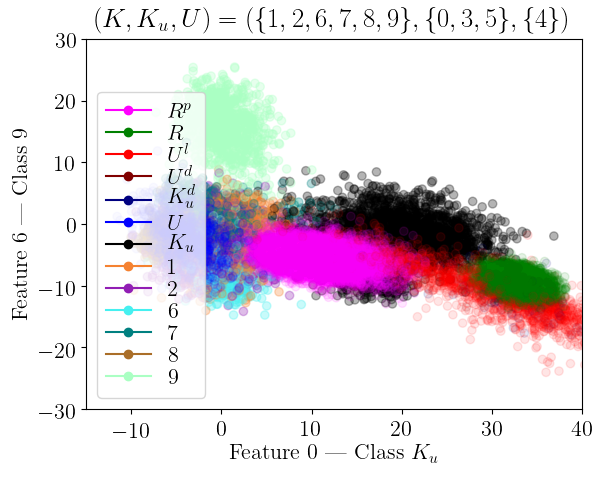 (K, K_u, U) = ({1, 2, 6, 7, 8, 9}, {0, 3, 5}, {4})
30
20
10
0
−10
−20
−30
Feature 6 — Class 9
R^p
R
U^l
U^d
K_u^d
U
K_u
1
2
6
7
8
9
−10
0
10
20
30
40
Feature 0 — Class K_u